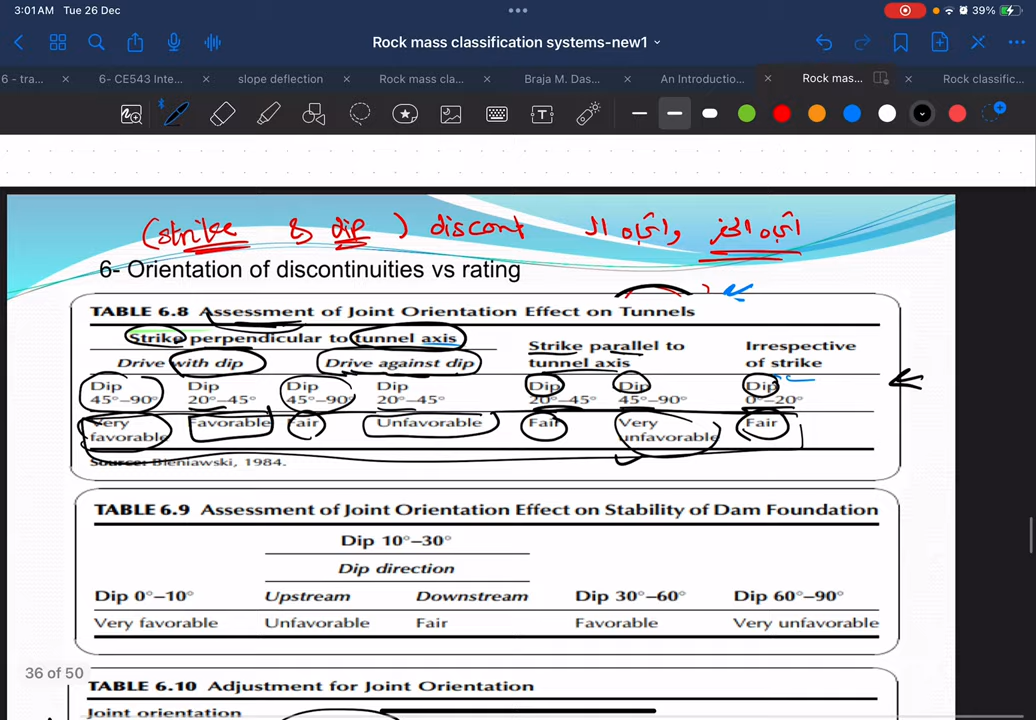 3:01AM Tue 26 Dec
39%
Rock mass classification systems-new1
6 - tra...
6- CE543 Inte...
slope deflection
Rock mass cla...
Braja M. Das...
An Introductio...
Rock mas...
Rock classific...
(strike & dip) discont واتجاه ال اتجاه الحفر
6- Orientation of discontinuities vs rating
TABLE 6.8 Assessment of Joint Orientation Effect on Tunnels
Strike perpendicular to tunnel axis
Drive with dip Drive against dip
Strike parallel to tunnel axis
Irrespective of strike
Dip 45°–90° Dip 20°–45° Dip 45°–90° Dip 20°–45° Dip 20°–45° Dip 45°–90° Dip 0°–20°
Very favorable Favorable Fair Unfavorable Fair Very unfavorable Fair
Source: Bieniawski, 1984.
TABLE 6.9 Assessment of Joint Orientation Effect on Stability of Dam Foundation
Dip 10°–30°
Dip direction
Dip 0°–10° Upstream Downstream Dip 30°–60° Dip 60°–90°
Very favorable Unfavorable Fair Favorable Very unfavorable
36 of 50
TABLE 6.10 Adjustment for Joint Orientation
Joint orientation